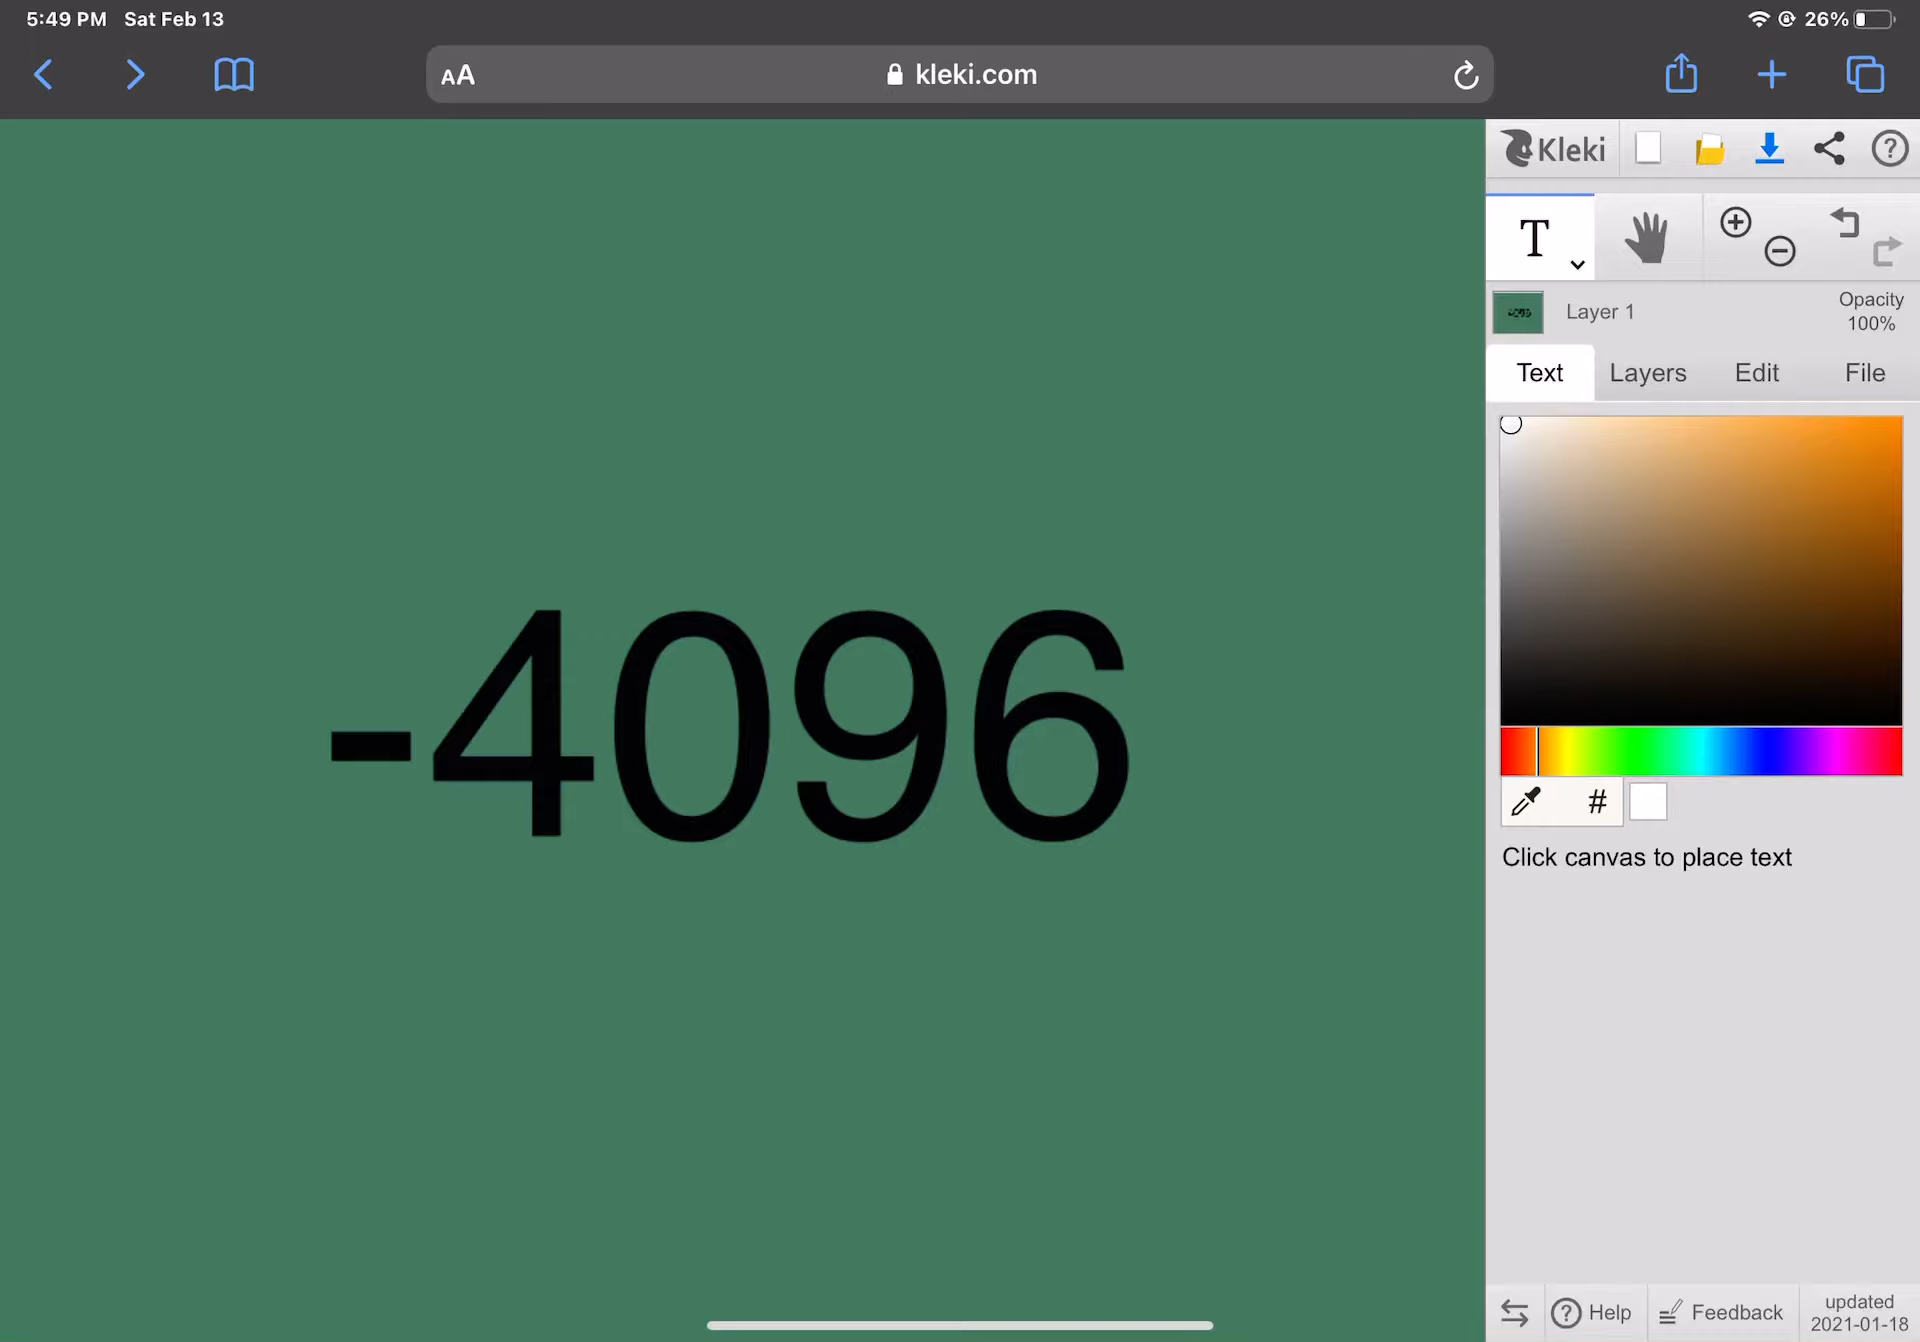 5:49 PM Sat Feb 13
26%
AA
kleki.com
Kleki
?
T
Layer 1
Opacity
100%
Text
Layers
Edit
File
#
Click canvas to place text
-4096
? Help
Feedback
updated
2021-01-18